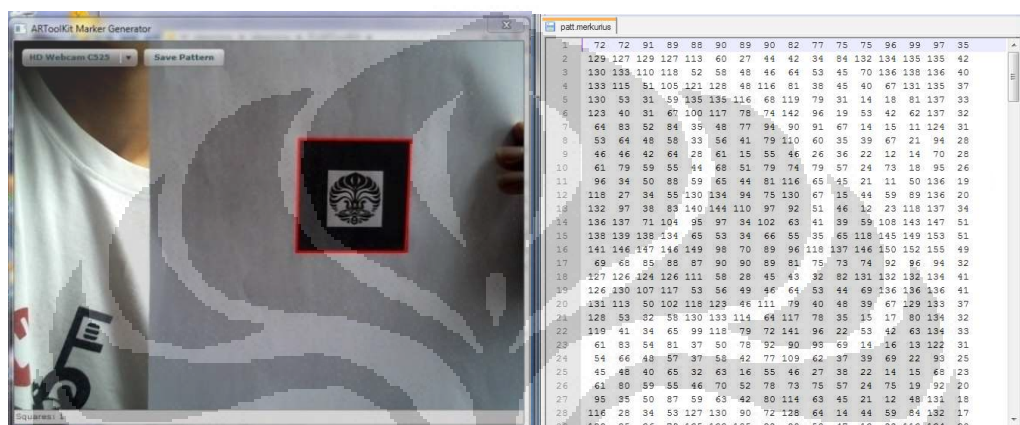 ARToolKit Marker Generator
HD Webcam C525
Save Pattern
Squares: 1
patt.merkurius
1 72 72 91 89 88 90 89 90 82 77 75 75 96 99 97 35
2 129 127 129 127 113 60 27 44 42 34 84 132 134 135 135 42
3 130 133 110 118 52 58 48 46 64 53 45 70 136 138 136 40
4 133 115 51 105 121 128 48 116 81 38 45 40 67 131 135 37
5 130 53 31 59 135 135 116 68 119 79 31 14 18 81 137 33
6 123 40 31 67 100 117 78 74 142 96 19 53 42 62 137 32
7 64 83 52 84 35 48 77 94 90 91 67 14 15 11 124 31
8 53 64 48 58 33 56 41 79 110 60 35 39 67 21 94 28
9 46 46 42 64 28 61 15 55 46 26 36 22 12 14 70 28
10 61 79 59 55 44 68 51 79 74 79 57 24 73 18 95 26
11 96 34 50 88 59 65 44 81 116 65 45 21 11 50 136 19
12 118 27 34 55 130 134 94 75 130 67 15 44 59 89 136 20
13 132 97 38 83 140 144 110 97 92 51 46 12 23 118 137 34
14 136 137 71 104 95 97 34 102 63 41 39 59 108 143 147 51
15 138 139 138 134 65 53 34 66 55 35 65 118 145 149 153 51
16 141 146 147 146 149 98 70 89 96 118 137 146 150 152 155 49
17 69 68 85 88 87 90 90 89 81 75 73 74 92 96 94 32
18 127 126 124 126 111 58 28 45 43 32 82 131 132 132 134 41
19 126 130 107 117 53 56 49 46 64 53 44 69 136 136 136 41
20 131 113 50 102 118 123 46 111 79 40 48 39 67 129 133 37
21 128 53 32 58 130 133 114 64 117 78 35 15 17 80 134 32
22 119 41 34 65 99 118 79 72 141 96 22 53 42 63 134 33
23 61 83 54 81 37 50 78 92 90 93 69 14 16 13 122 31
24 54 66 48 57 37 58 42 77 109 62 37 39 69 22 93 25
25 45 48 40 65 32 63 16 55 46 27 38 22 14 15 68 23
26 61 80 59 55 46 70 52 78 73 75 57 24 75 19 92 20
27 95 35 50 87 59 63 42 80 114 63 45 21 12 48 131 18
28 116 28 34 53 127 130 90 72 128 64 14 44 59 84 132 17